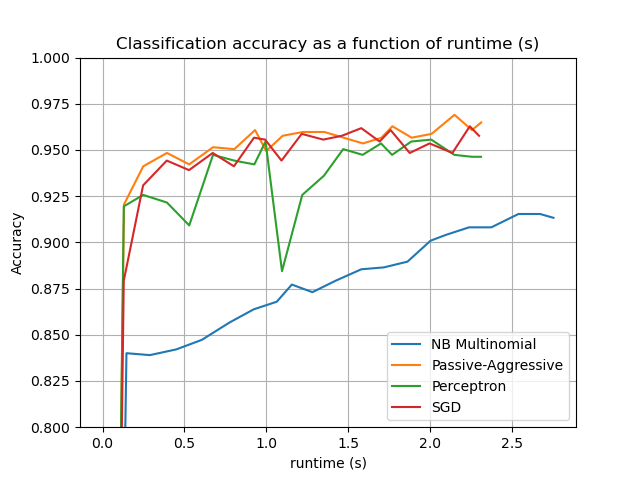 Classification accuracy as a function of runtime (s)
1.000
0.975
0.950
0.925
0.900
0.875
0.850
0.825
0.800
Accuracy
NB Multinomial
Passive-Aggressive
Perceptron
SGD
0.0 0.5 1.0 1.5 2.0 2.5
runtime (s)